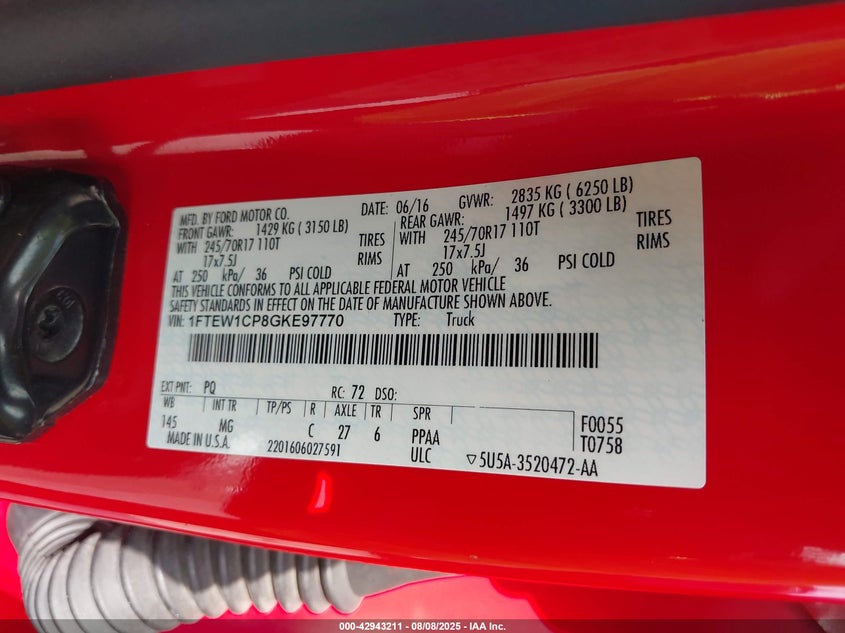 MFD. BY FORD MOTOR CO. DATE: 06/16 GVWR: 2835 KG ( 6250 LB)
FRONT GAWR: 1429 KG ( 3150 LB) REAR GAWR: 1497 KG ( 3300 LB)
WITH 245/70R17 110T TIRES WITH 245/70R17 110T TIRES
17x7.5J RIMS 17x7.5J RIMS
AT 250 kPa/ 36 PSI COLD AT 250 kPa/ 36 PSI COLD
THIS VEHICLE CONFORMS TO ALL APPLICABLE FEDERAL MOTOR VEHICLE
SAFETY STANDARDS IN EFFECT ON THE DATE OF MANUFACTURE SHOWN ABOVE.
VIN: 1FTEW1CP8GKE97770 TYPE: Truck
EXT PNT: PQ RC: 72 DSO:
WB INT TR TP/PS R AXLE TR SPR
145 MG C 27 6 PPAA F0055
MADE IN U.S.A. 2201606027591 ULC T0758
▽5U5A-3520472-AA
000-42943211 - 08/08/2025 - IAA Inc.